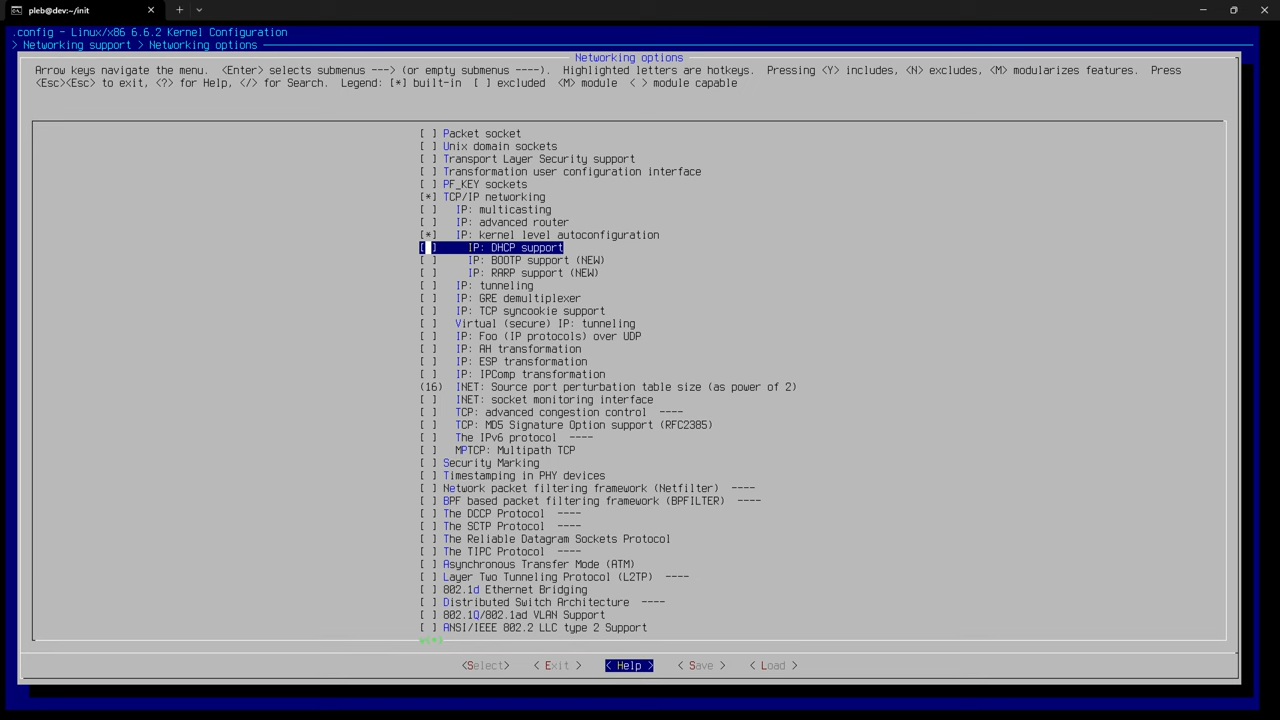 pleb@dev:~/init
.config - Linux/x86 6.6.2 Kernel Configuration
> Networking support > Networking options
Networking options
Arrow keys navigate the menu. <Enter> selects submenus ---> (or empty submenus ----). Highlighted letters are hotkeys. Pressing <Y> includes, <N> excludes, <M> modularizes features. Press
<Esc><Esc> to exit, <?> for Help, </> for Search. Legend: [*] built-in [ ] excluded <M> module < > module capable
[ ] Packet socket
[ ] Unix domain sockets
[ ] Transport Layer Security support
[ ] Transformation user configuration interface
[ ] PF_KEY sockets
[*] TCP/IP networking
[ ] IP: multicasting
[ ] IP: advanced router
[*] IP: kernel level autoconfiguration
[ ] IP: DHCP support
[ ] IP: BOOTP support (NEW)
[ ] IP: RARP support (NEW)
[ ] IP: tunneling
[ ] IP: GRE demultiplexer
[ ] IP: TCP syncookie support
[ ] Virtual (secure) IP: tunneling
[ ] IP: Foo (IP protocols) over UDP
[ ] IP: AH transformation
[ ] IP: ESP transformation
[ ] IP: IPComp transformation
(16) INET: Source port perturbation table size (as power of 2)
[ ] INET: socket monitoring interface
[ ] TCP: advanced congestion control ----
[ ] TCP: MD5 Signature Option support (RFC2385)
[ ] The IPv6 protocol ----
[ ] MPTCP: Multipath TCP
[ ] Security Marking
[ ] Timestamping in PHY devices
[ ] Network packet filtering framework (Netfilter) ----
[ ] BPF based packet filtering framework (BPFILTER) ----
[ ] The DCCP Protocol ----
[ ] The SCTP Protocol ----
[ ] The Reliable Datagram Sockets Protocol
[ ] The TIPC Protocol ----
[ ] Asynchronous Transfer Mode (ATM)
[ ] Layer Two Tunneling Protocol (L2TP) ----
[ ] 802.1d Ethernet Bridging
[ ] Distributed Switch Architecture ----
[ ] 802.1Q/802.1ad VLAN Support
[ ] ANSI/IEEE 802.2 LLC type 2 Support
v(+)
<Select> < Exit > < Help > < Save > < Load >